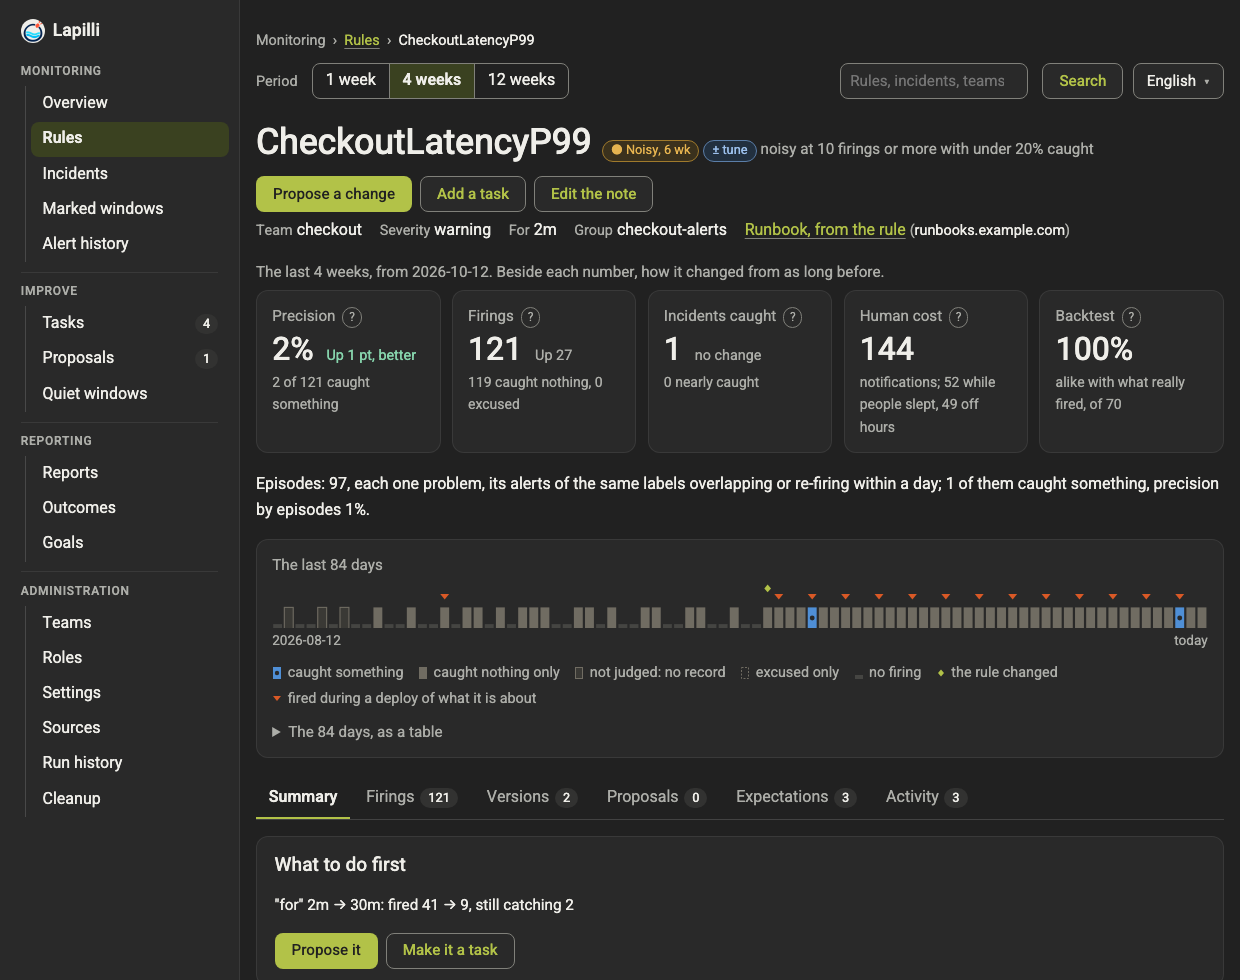 Lapilli
MONITORING
Overview
Rules
Incidents
Marked windows
Alert history
IMPROVE
Tasks 4
Proposals 1
Quiet windows
REPORTING
Reports
Outcomes
Goals
ADMINISTRATION
Teams
Roles
Settings
Sources
Run history
Cleanup
Monitoring › Rules › CheckoutLatencyP99
Period 1 week 4 weeks 12 weeks
Rules, incidents, teams Search English ▾
CheckoutLatencyP99 Noisy, 6 wk ± tune noisy at 10 firings or more with under 20% caught
Propose a change Add a task Edit the note
Team checkout Severity warning For 2m Group checkout-alerts Runbook, from the rule (runbooks.example.com)
The last 4 weeks, from 2026-10-12. Beside each number, how it changed from as long before.
Precision ?
2% Up 1 pt, better
2 of 121 caught
something
Firings ?
121 Up 27
119 caught nothing, 0
excused
Incidents caught ?
1 no change
0 nearly caught
Human cost ?
144
notifications; 52 while
people slept, 49 off
hours
Backtest ?
100%
alike with what really
fired, of 70
Episodes: 97, each one problem, its alerts of the same labels overlapping or re-firing within a day; 1 of them caught something, precision
by episodes 1%.
The last 84 days
2026-08-12 today
caught something caught nothing only not judged: no record excused only no firing the rule changed
fired during a deploy of what it is about
▶ The 84 days, as a table
Summary Firings 121 Versions 2 Proposals 0 Expectations 3 Activity 3
What to do first
"for" 2m → 30m: fired 41 → 9, still catching 2
Propose it Make it a task